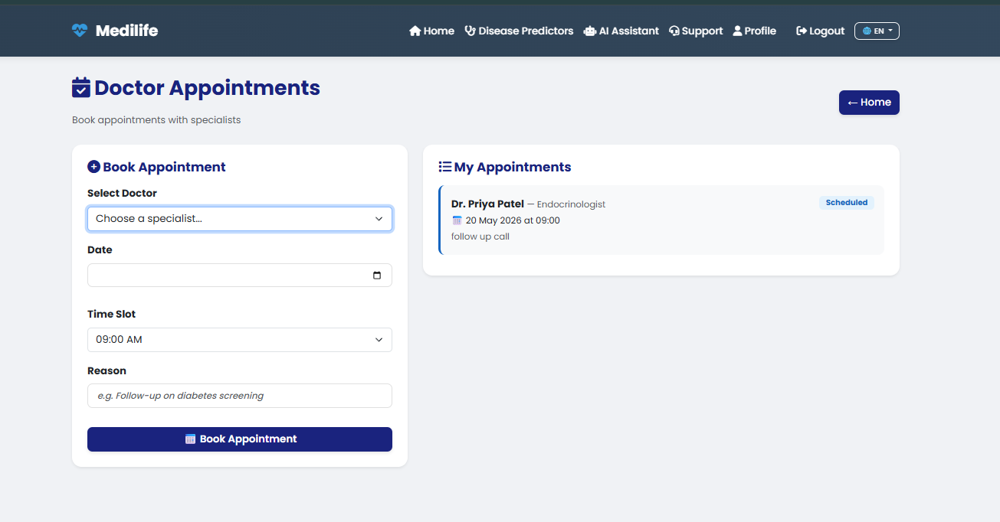 Medilife
Home Disease Predictors AI Assistant Support Profile Logout EN
Doctor Appointments
← Home
Book appointments with specialists
Book Appointment
Select Doctor
Choose a specialist...
Date
Time Slot
09:00 AM
Reason
e.g. Follow-up on diabetes screening
Book Appointment
My Appointments
Dr. Priya Patel — Endocrinologist
Scheduled
20 May 2026 at 09:00
follow up call